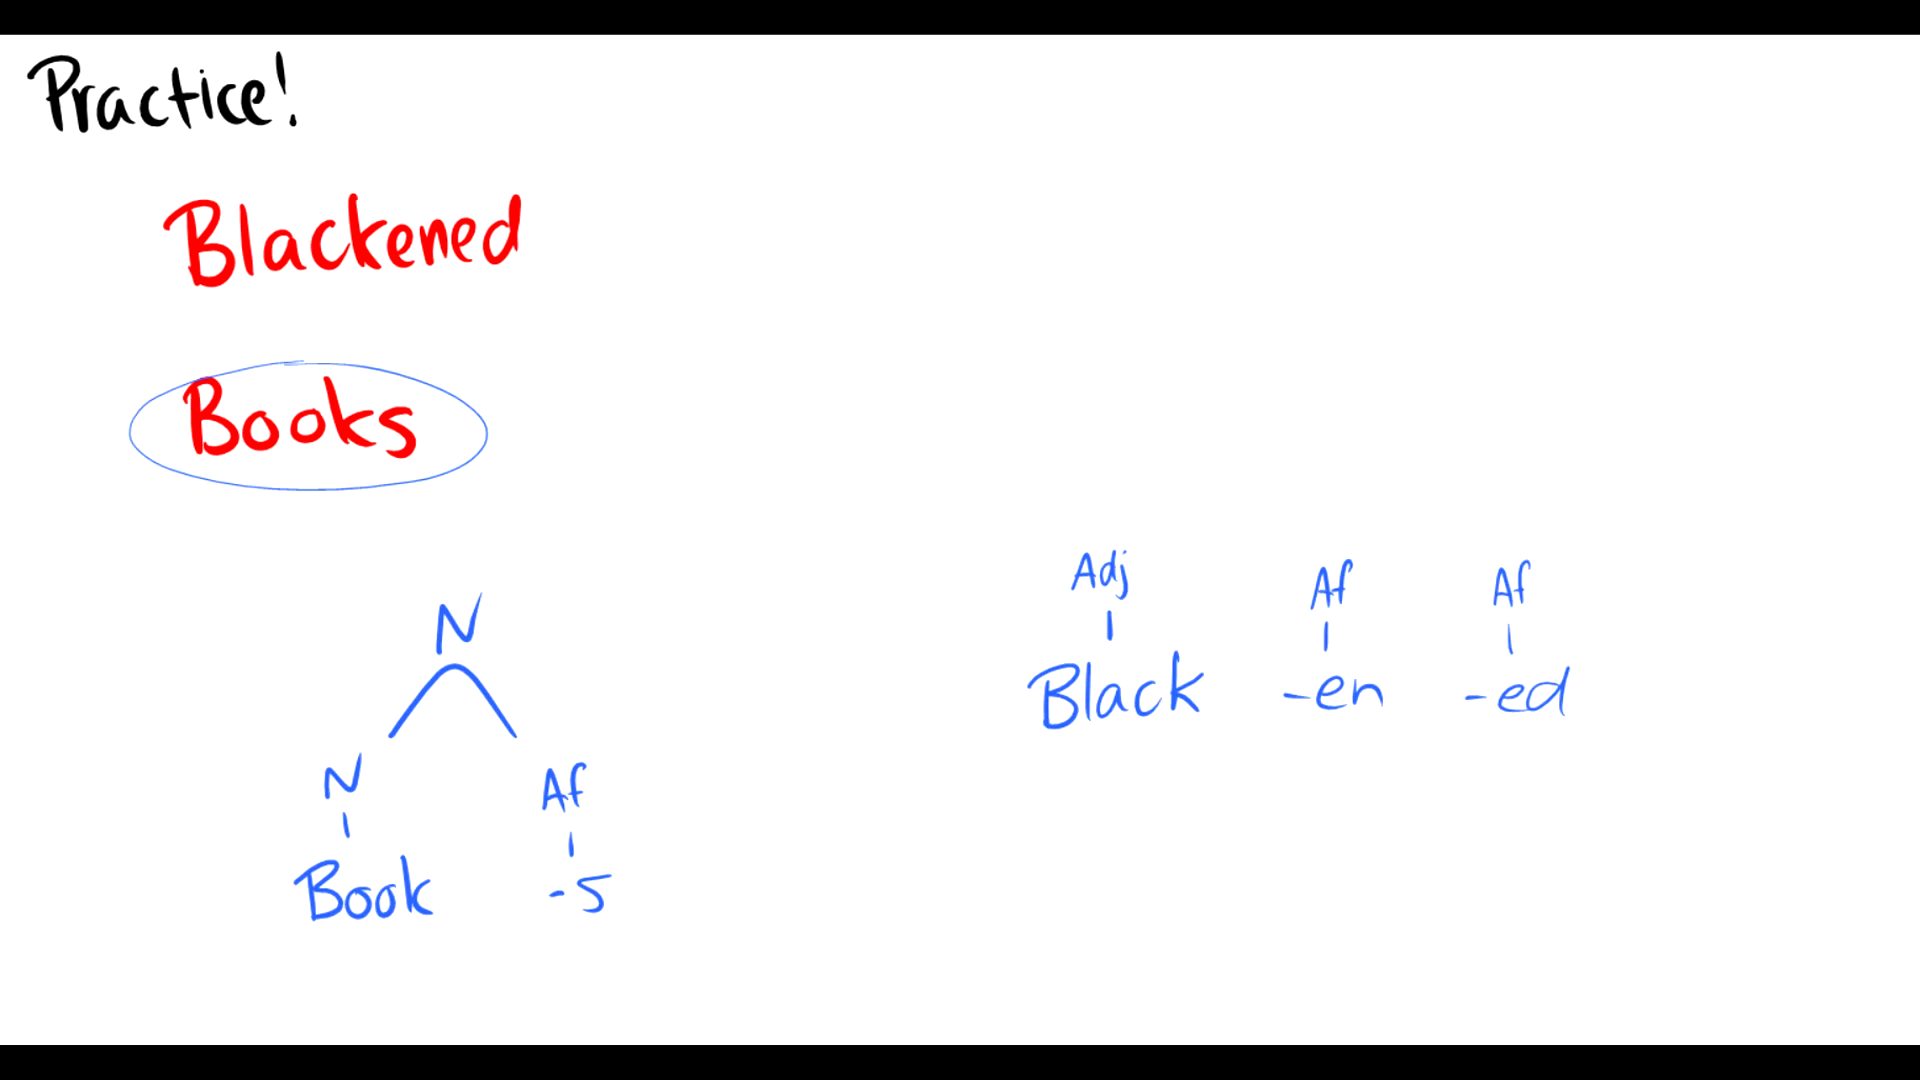 Practice!
Blackened
Books
N
N Af
Book -s
Adj Af Af
Black -en -ed